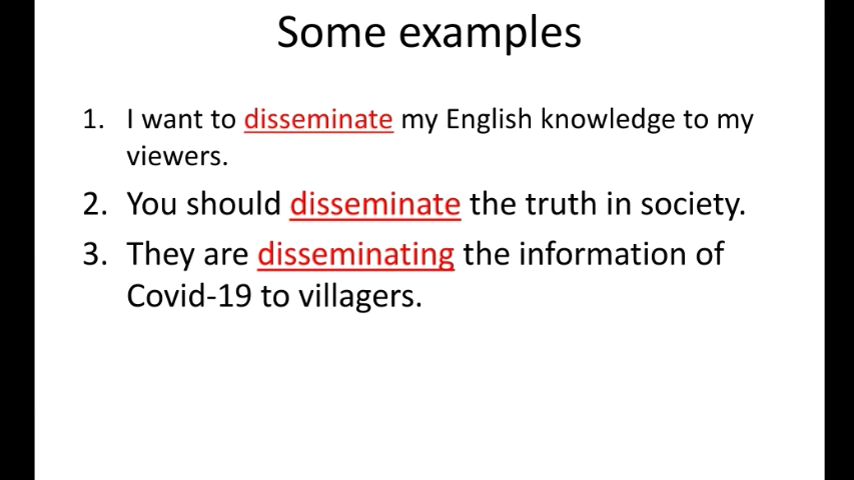 Some examples
1. I want to disseminate my English knowledge to my
viewers.
2. You should disseminate the truth in society.
3. They are disseminating the information of
Covid-19 to villagers.